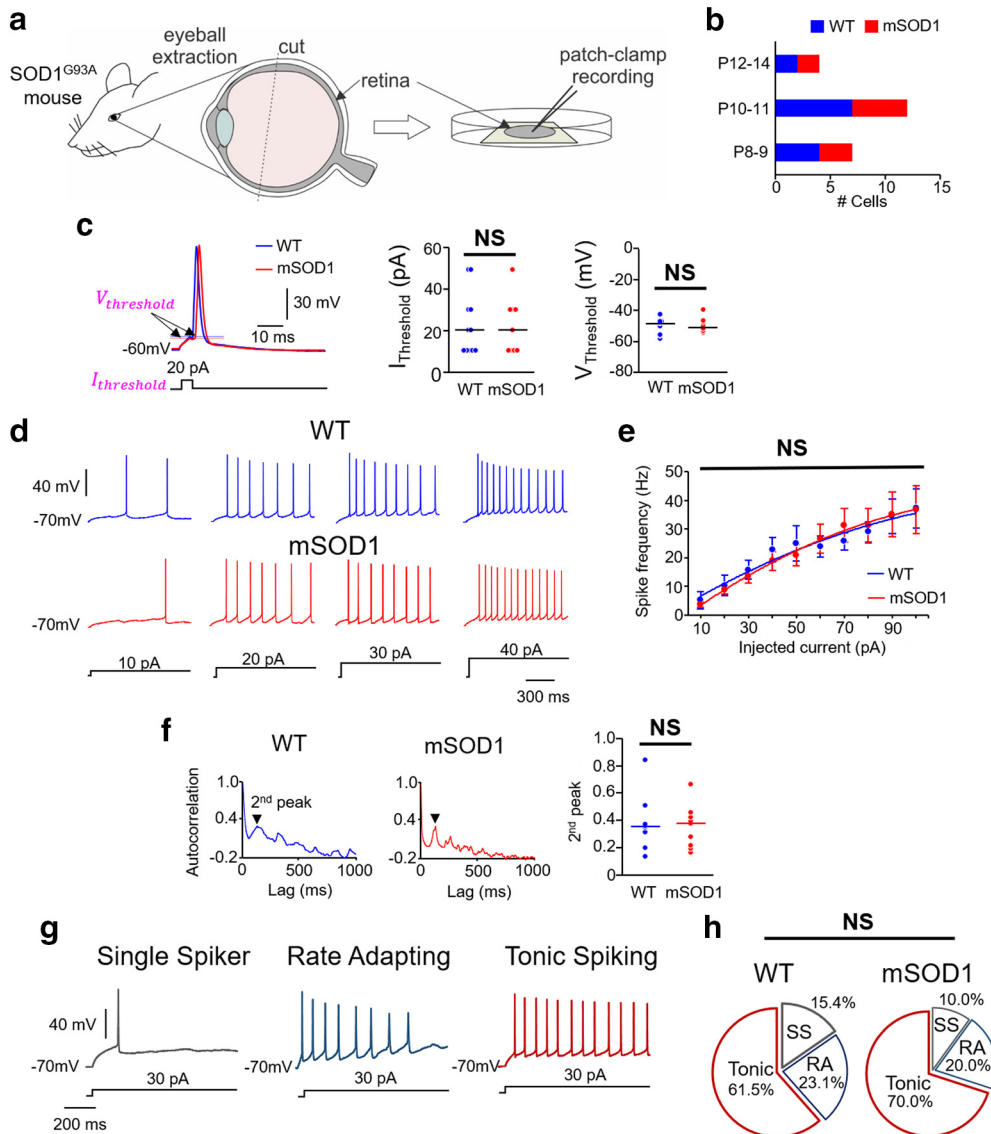 a
eyeball
extraction
cut
SOD1G93A
mouse
retina
patch-clamp
recording
b
WT mSOD1
P12-14
P10-11
P8-9
0 5 10 15
# Cells
c
WT
mSOD1
Vthreshold
30 mV
10 ms
-60mV
20 pA
Ithreshold
NS
IThreshold (pA)
60
40
20
0
WT mSOD1
NS
VThreshold (mV)
0
-20
-40
-60
-80
WT mSOD1
d
WT
40 mV
-70mV
mSOD1
-70mV
10 pA 20 pA 30 pA 40 pA
300 ms
e
NS
Spike frequency (Hz)
50
40
30
20
10
0
WT
mSOD1
10 30 50 70 90
Injected current (pA)
f
WT
Autocorrelation
1.0
0.4
-0.2
2nd peak
0 500 1000
Lag (ms)
mSOD1
1.0
0.4
-0.2
0 500 1000
Lag (ms)
NS
2nd peak
1.0
0.8
0.6
0.4
0.2
0
WT mSOD1
g
Single Spiker Rate Adapting Tonic Spiking
40 mV
-70mV -70mV -70mV
30 pA 30 pA 30 pA
200 ms
h
NS
WT
15.4%
SS
RA
23.1%
Tonic
61.5%
mSOD1
10.0%
SS
RA
20.0%
Tonic
70.0%